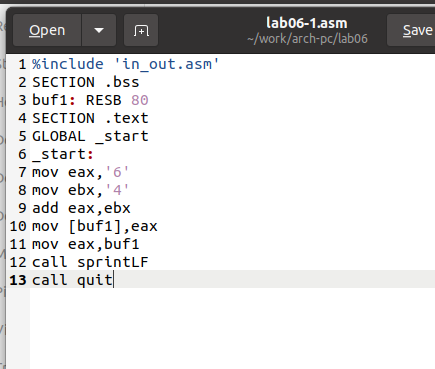 Open
lab06-1.asm
~/work/arch-pc/lab06
Save
1 %include 'in_out.asm'
2 SECTION .bss
3 buf1: RESB 80
4 SECTION .text
5 GLOBAL _start
6 _start:
7 mov eax,'6'
8 mov ebx,'4'
9 add eax,ebx
10 mov [buf1],eax
11 mov eax,buf1
12 call sprintLF
13 call quit